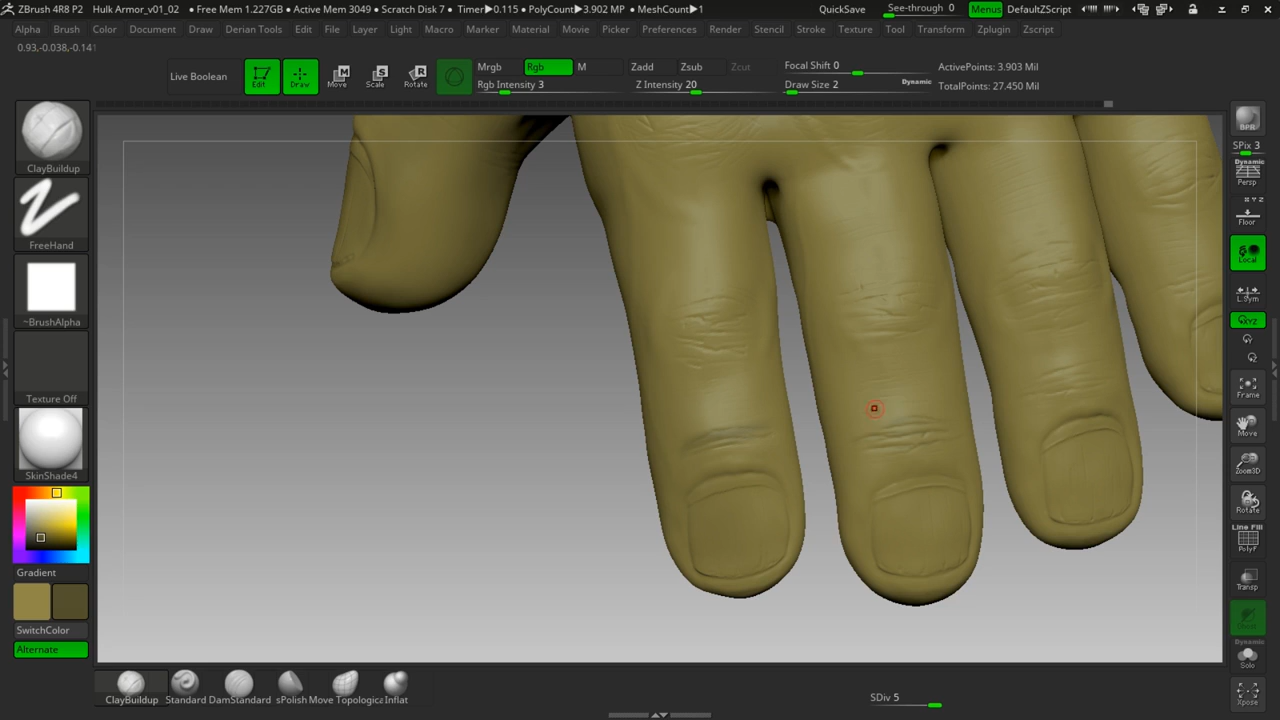 ZBrush 4R8 P2 Hulk Armor_v01_02 ● Free Mem 1.227GB ● Active Mem 3049 ● Scratch Disk 7 ● Timer▶0.115 ● PolyCount▶3.902 MP ● MeshCount▶1 QuickSave See-through 0 Menus DefaultZScript
Alpha Brush Color Document Draw Derian Tools Edit File Layer Light Macro Marker Material Movie Picker Preferences Render Stencil Stroke Texture Tool Transform Zplugin Zscript
0.93,-0.038,-0.141
Live Boolean Edit Draw Move Scale Rotate
Mrgb Rgb M Zadd Zsub Zcut Focal Shift 0 ActivePoints: 3.903 Mil
Rgb Intensity 3 Z Intensity 20 Draw Size 2 Dynamic TotalPoints: 27.450 Mil
ClayBuildup
FreeHand
~BrushAlpha
Texture Off
SkinShade4
Gradient
SwitchColor
Alternate
BPR
SPix 3
Dynamic
Persp
X Y Z
Floor
Local
L.Sym
XYZ
Y
Z
Frame
Move
Zoom3D
Rotate
Line Fill
PolyF
Transp
Ghost
Dynamic
Solo
Xpose
ClayBuildup Standard DamStandard sPolish Move Topologica Inflat
SDiv 5